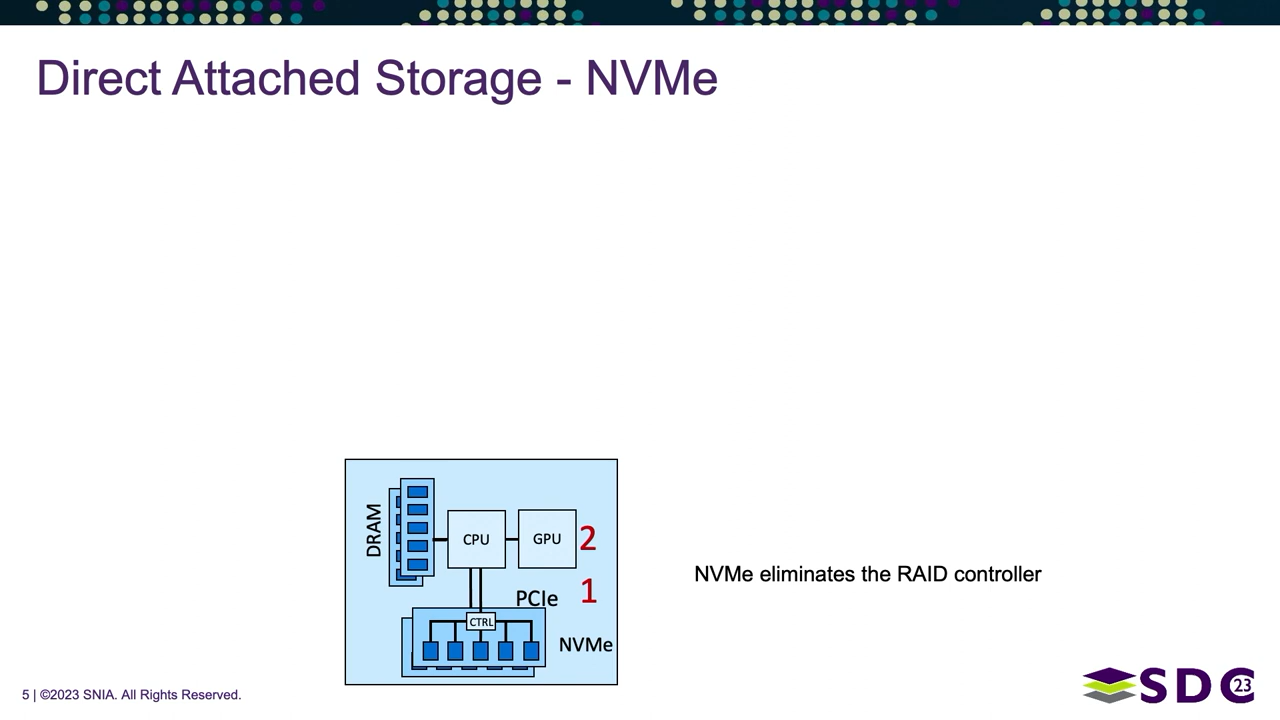 Direct Attached Storage - NVMe
DRAM
CPU
GPU
2
PCIe
1
CTRL
NVMe
NVMe eliminates the RAID controller
5 | ©2023 SNIA. All Rights Reserved.
SDC
23